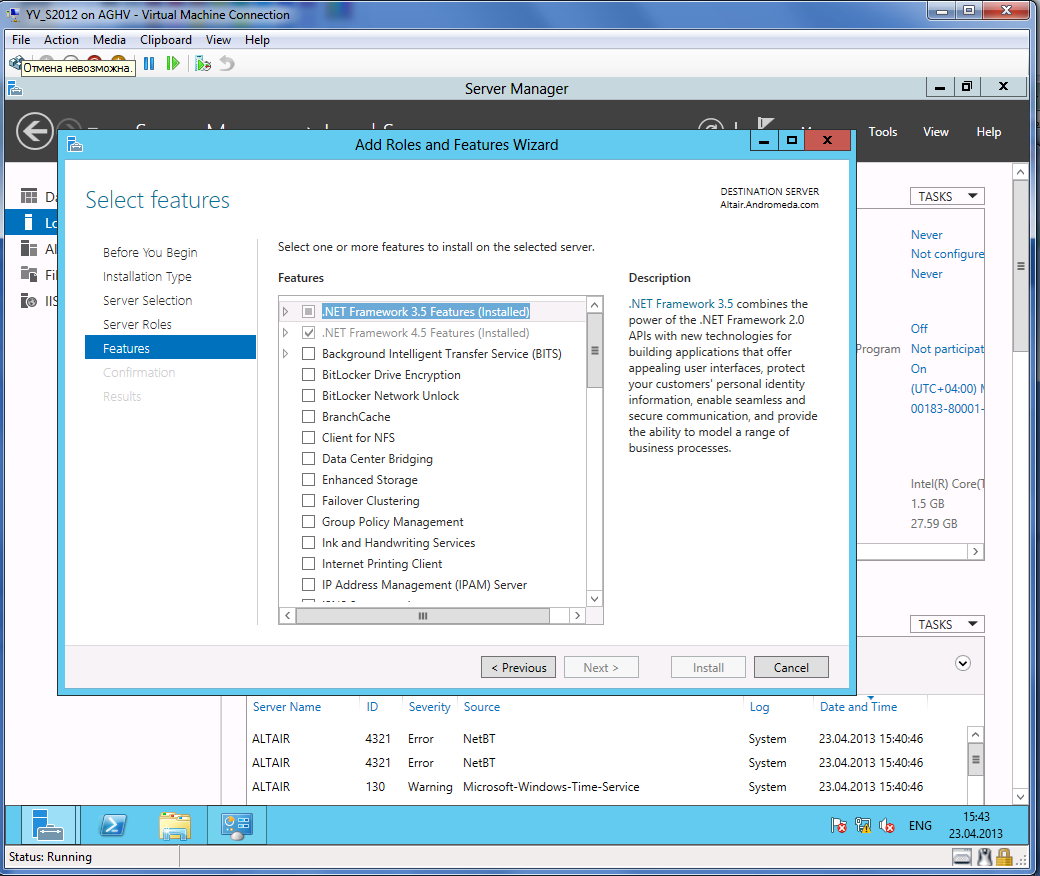 YV_S2012 on AGHV - Virtual Machine Connection
File Action Media Clipboard View Help
Отмена невозможна.
Server Manager
Tools View Help
Add Roles and Features Wizard
Select features
DESTINATION SERVER
Altair.Andromeda.com
Before You Begin
Installation Type
Server Selection
Server Roles
Features
Confirmation
Results
Select one or more features to install on the selected server.
Features
.NET Framework 3.5 Features (Installed)
.NET Framework 4.5 Features (Installed)
Background Intelligent Transfer Service (BITS)
BitLocker Drive Encryption
BitLocker Network Unlock
BranchCache
Client for NFS
Data Center Bridging
Enhanced Storage
Failover Clustering
Group Policy Management
Ink and Handwriting Services
Internet Printing Client
IP Address Management (IPAM) Server
Description
.NET Framework 3.5 combines the
power of the .NET Framework 2.0
APIs with new technologies for
building applications that offer
appealing user interfaces, protect
your customers' personal identity
information, enable seamless and
secure communication, and provide
the ability to model a range of
business processes.
< Previous Next > Install Cancel
TASKS
Never
Not configure
Never
Off
Program Not participat
On
(UTC+04:00)
00183-80001-
Intel(R) Core(T
1.5 GB
27.59 GB
TASKS
Server Name ID Severity Source Log Date and Time
ALTAIR 4321 Error NetBT System 23.04.2013 15:40:46
ALTAIR 4321 Error NetBT System 23.04.2013 15:40:46
ALTAIR 130 Warning Microsoft-Windows-Time-Service System 23.04.2013 15:40:46
ENG
15:43
23.04.2013
Status: Running